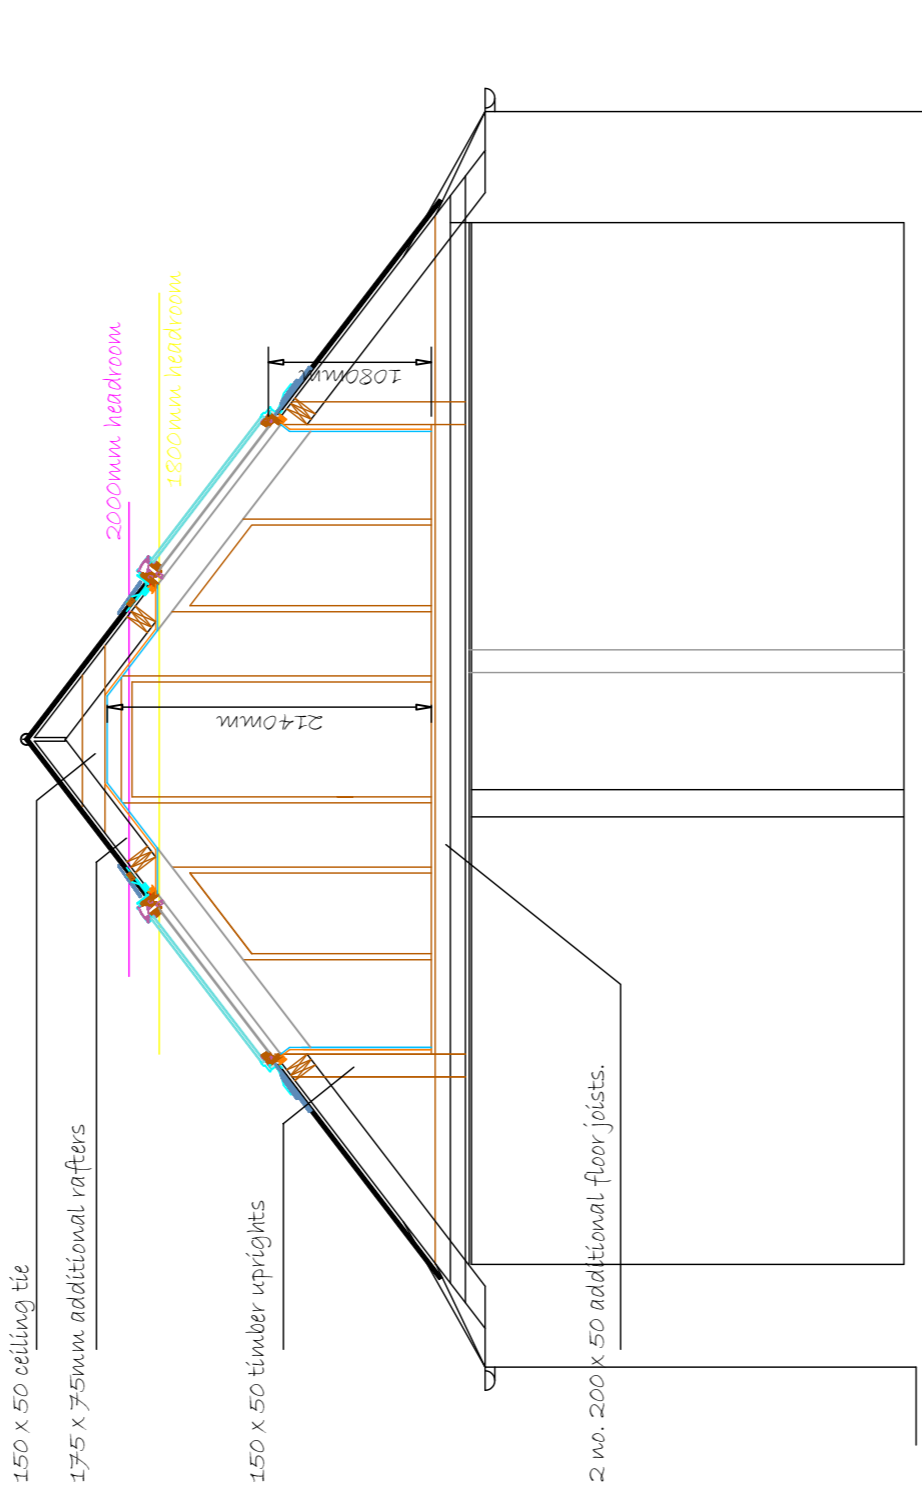 150 x 50 ceiling tie
175 x 75mm additional rafters
150 x 50 timber uprights
2 no. 200 x 50 additional floor joists.
2000mm headroom
1800mm headroom
2140mm
1080mm